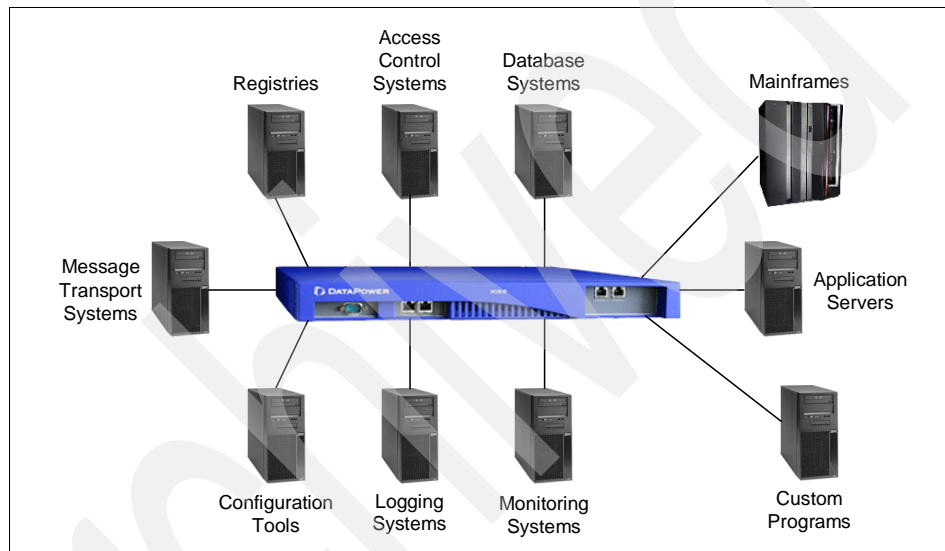 Access
Control
Systems
Database
Systems
Registries
Mainframes
Message
Transport
Systems
DATAPOWER
XI50
Application
Servers
Configuration
Tools
Logging
Systems
Monitoring
Systems
Custom
Programs